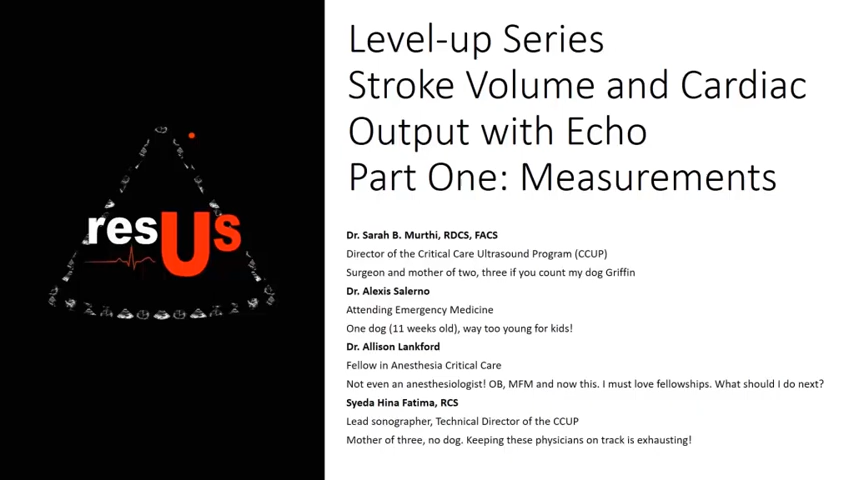 resUs
Level-up Series
Stroke Volume and Cardiac
Output with Echo
Part One: Measurements
Dr. Sarah B. Murthi, RDCS, FACS
Director of the Critical Care Ultrasound Program (CCUP)
Surgeon and mother of two, three if you count my dog Griffin
Dr. Alexis Salerno
Attending Emergency Medicine
One dog (11 weeks old), way too young for kids!
Dr. Allison Lankford
Fellow in Anesthesia Critical Care
Not even an anesthesiologist! OB, MFM and now this. I must love fellowships. What should I do next?
Syeda Hina Fatima, RCS
Lead sonographer, Technical Director of the CCUP
Mother of three, no dog. Keeping these physicians on track is exhausting!